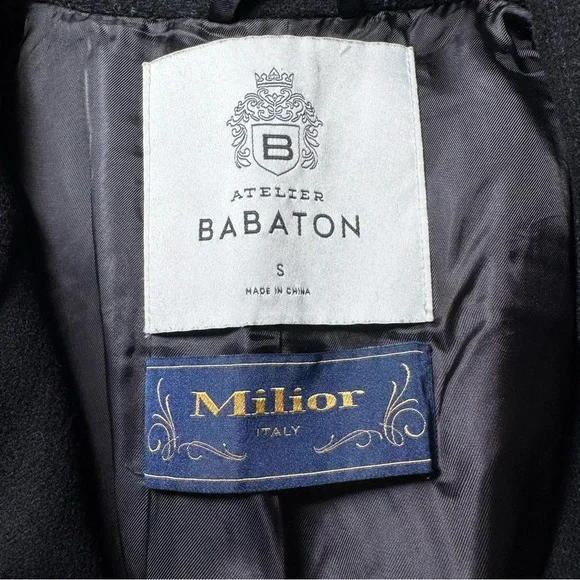 B
ATELIER
BABATON
S
MADE IN CHINA
Milior
ITALY